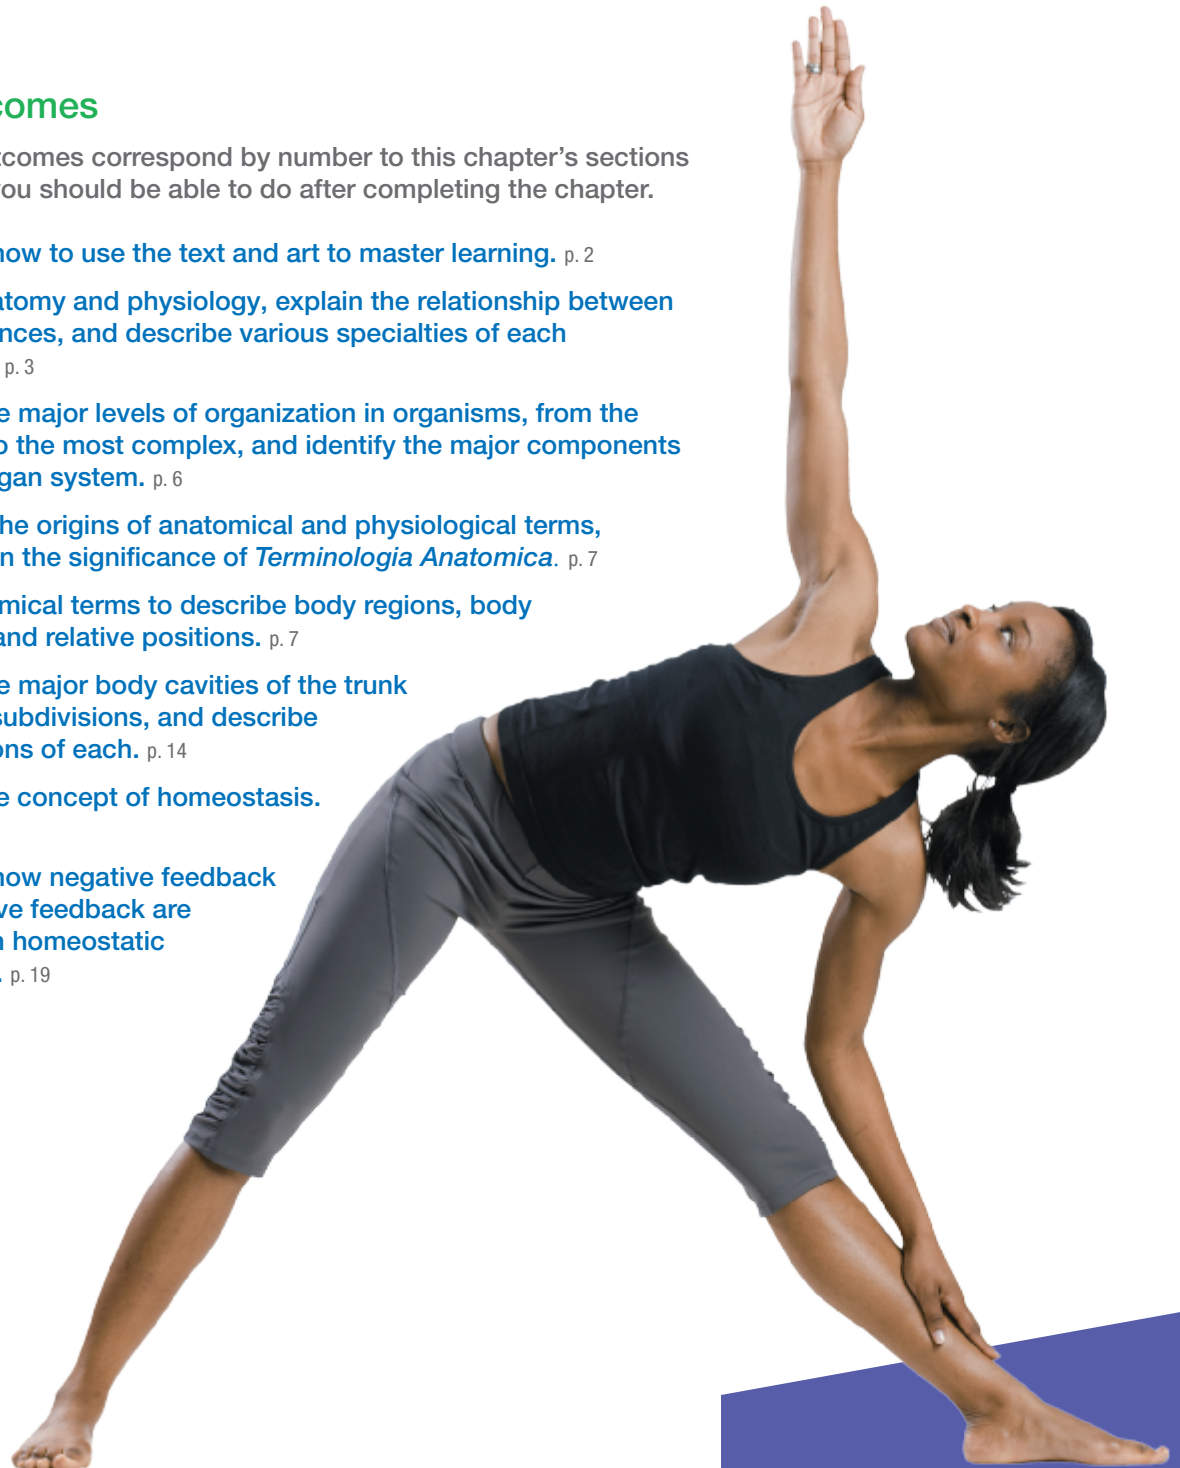 comes
tcomes correspond by number to this chapter’s sections
you should be able to do after completing the chapter.
how to use the text and art to master learning. p. 2
atomy and physiology, explain the relationship between
nces, and describe various specialties of each
p. 3
e major levels of organization in organisms, from the
o the most complex, and identify the major components
gan system. p. 6
he origins of anatomical and physiological terms,
n the significance of Terminologia Anatomica. p. 7
mical terms to describe body regions, body
and relative positions. p. 7
e major body cavities of the trunk
subdivisions, and describe
ons of each. p. 14
e concept of homeostasis.
how negative feedback
ve feedback are
n homeostatic
. p. 19